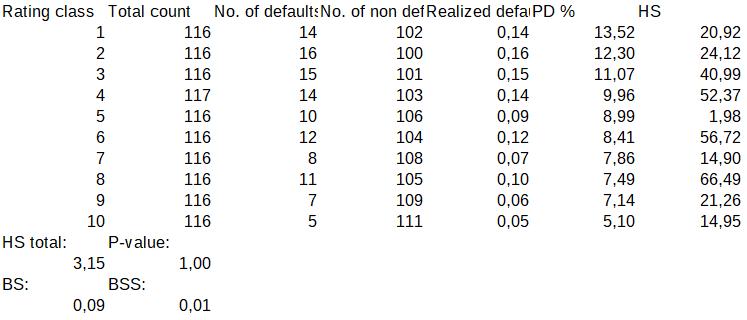 Rating class Total count No. of defaults No. of non def Realized defau PD % HS
1 116 14 102 0,14 13,52 20,92
2 116 16 100 0,16 12,30 24,12
3 116 15 101 0,15 11,07 40,99
4 117 14 103 0,14 9,96 52,37
5 116 10 106 0,09 8,99 1,98
6 116 12 104 0,12 8,41 56,72
7 116 8 108 0,07 7,86 14,90
8 116 11 105 0,10 7,49 66,49
9 116 7 109 0,06 7,14 21,26
10 116 5 111 0,05 5,10 14,95
HS total: P-value:
3,15 1,00
BS: BSS:
0,09 0,01